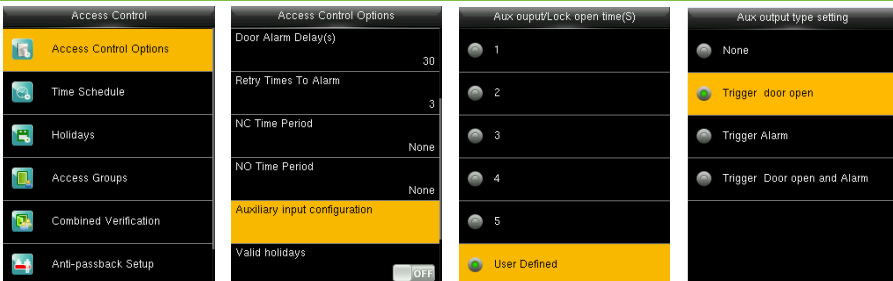 Access Control
Access Control Options
Time Schedule
Holidays
Access Groups
Combined Verification
Anti-passback Setup
Access Control Options
Door Alarm Delay(s)
30
Retry Times To Alarm
3
NC Time Period
None
NO Time Period
None
Auxiliary input configuration
Valid holidays
OFF
Aux ouput/Lock open time(S)
1
2
3
4
5
User Defined
Aux output type setting
None
Trigger door open
Trigger Alarm
Trigger Door open and Alarm